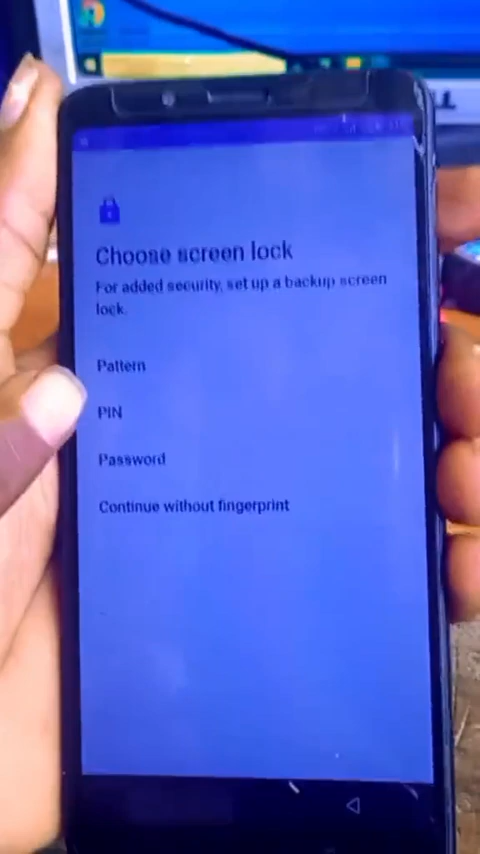 Choose screen lock
For added security, set up a backup screen
lock.
Pattern
PIN
Password
Continue without fingerprint